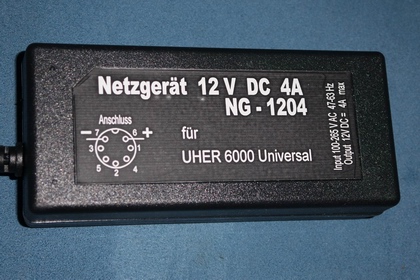 Netzgerät 12 V DC 4A
NG - 1204
Anschluss
- 7 6 +
3 1
5 4
2
für
UHER 6000 Universal
Input 100-265 V AC 47-63 Hz
Output 12V DC = 4A max